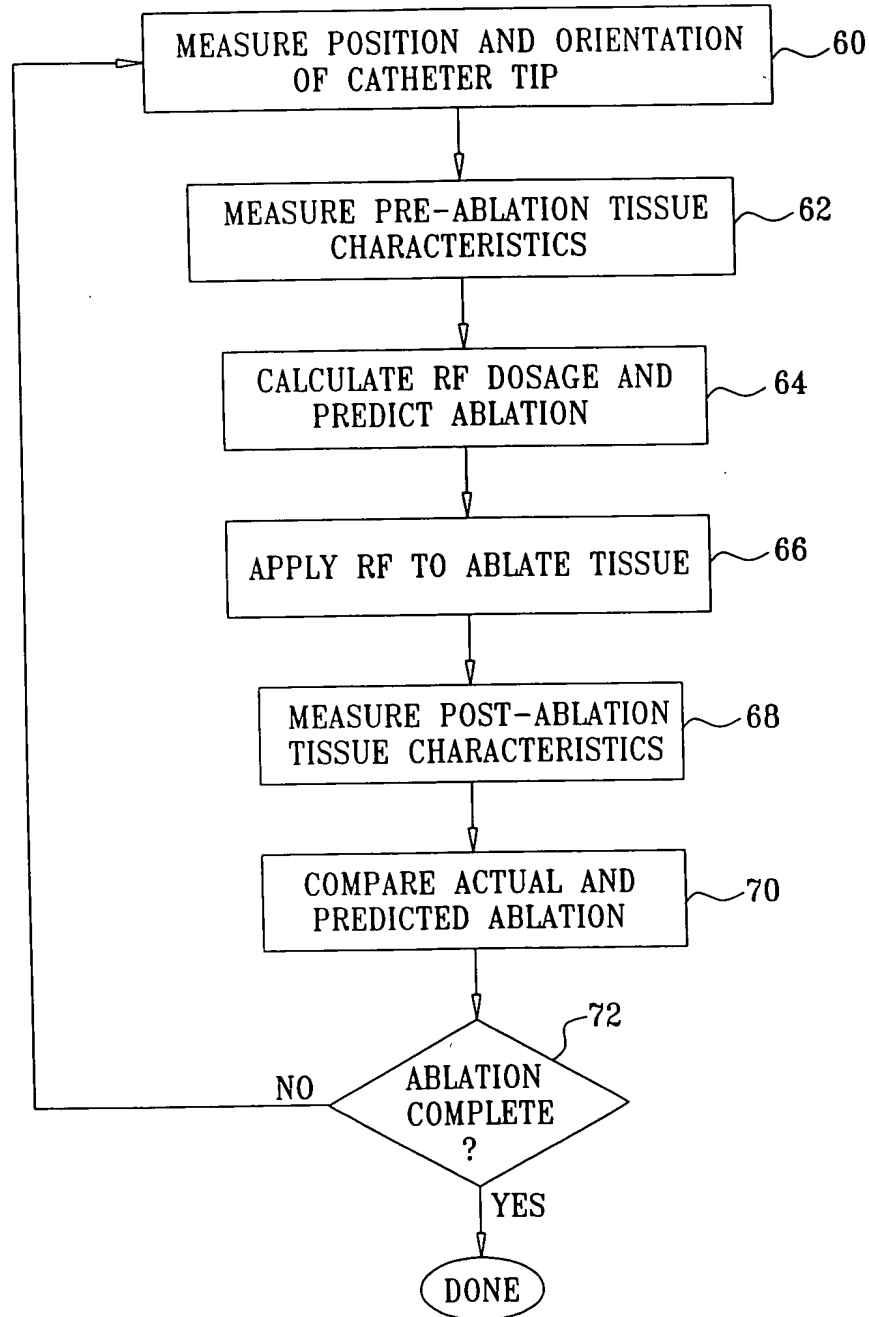 MEASURE POSITION AND ORIENTATION
OF CATHETER TIP
60
MEASURE PRE-ABLATION TISSUE
CHARACTERISTICS
62
CALCULATE RF DOSAGE AND
PREDICT ABLATION
64
APPLY RF TO ABLATE TISSUE
66
MEASURE POST-ABLATION
TISSUE CHARACTERISTICS
68
COMPARE ACTUAL AND
PREDICTED ABLATION
70
72
ABLATION
COMPLETE
?
NO
YES
DONE